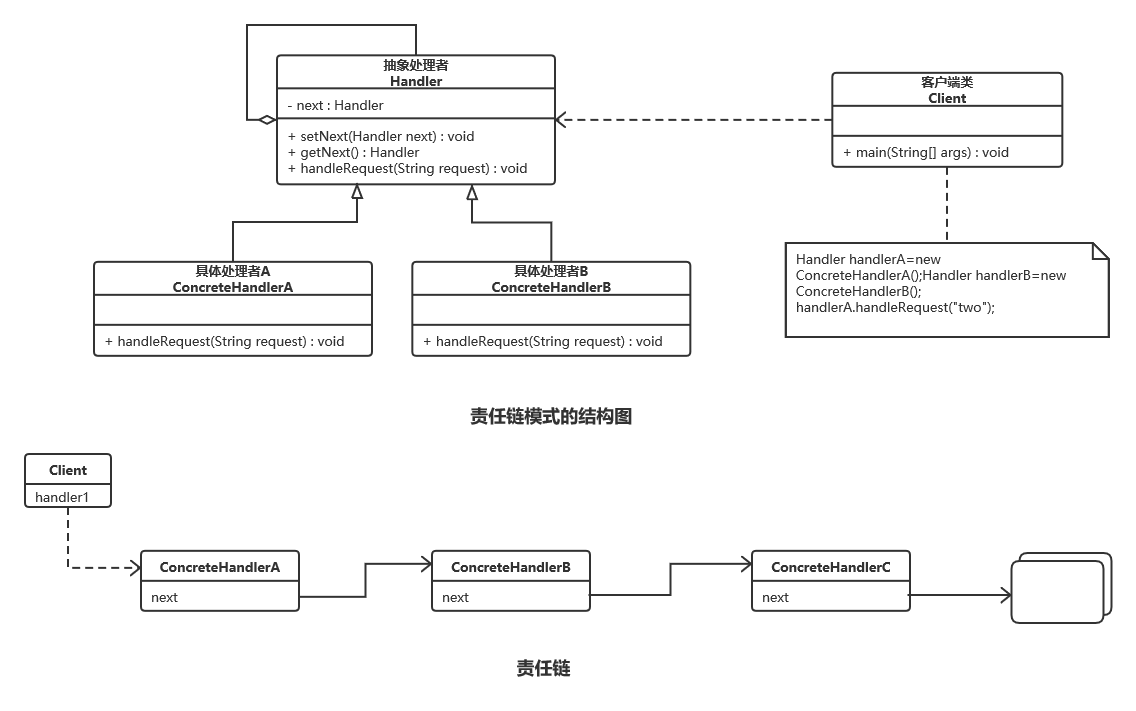 抽象处理者
Handler
- next : Handler
+ setNext(Handler next) : void
+ getNext() : Handler
+ handleRequest(String request) : void
客户端类
Client
+ main(String[] args) : void
具体处理者A
ConcreteHandlerA
+ handleRequest(String request) : void
具体处理者B
ConcreteHandlerB
+ handleRequest(String request) : void
Handler handlerA=new
ConcreteHandlerA();Handler handlerB=new
ConcreteHandlerB();
handlerA.handleRequest("two");
责任链模式的结构图
Client
handler1
ConcreteHandlerA
next
ConcreteHandlerB
next
ConcreteHandlerC
next
责任链